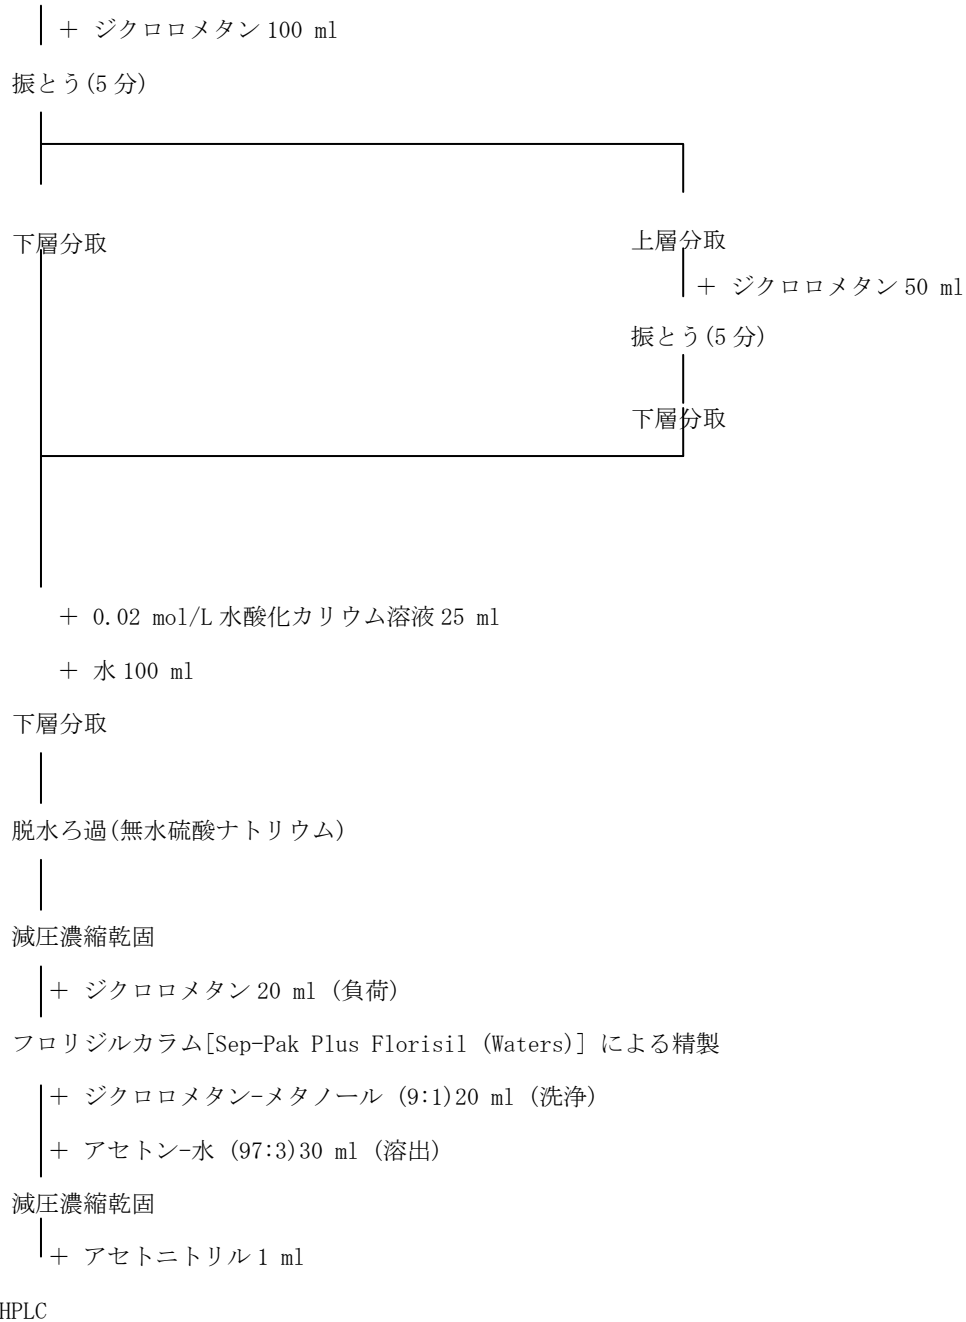 + ジクロロメタン 100 ml
振とう(5 分)
下層分取
上層分取
+ ジクロロメタン 50 ml
振とう(5 分)
下層分取
+ 0.02 mol/L 水酸化カリウム溶液 25 ml
+ 水 100 ml
下層分取
脱水ろ過(無水硫酸ナトリウム)
減圧濃縮乾固
+ ジクロロメタン 20 ml (負荷)
フロリジルカラム[Sep-Pak Plus Florisil (Waters)] による精製
+ ジクロロメタン-メタノール (9:1)20 ml (洗浄)
+ アセトン-水 (97:3)30 ml (溶出)
減圧濃縮乾固
+ アセトニトリル 1 ml
HPLC